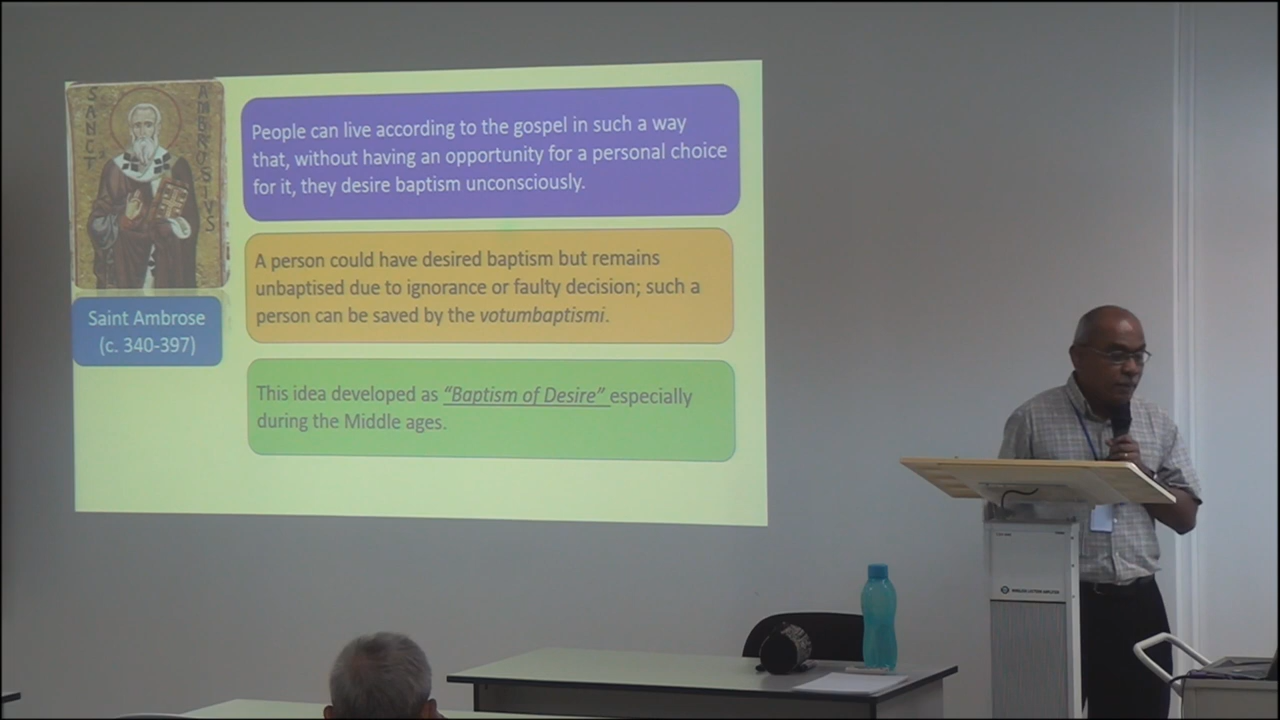 SANCT
AMBROSIVS
Saint Ambrose
(c. 340-397)
People can live according to the gospel in such a way
that, without having an opportunity for a personal choice
for it, they desire baptism unconsciously.
A person could have desired baptism but remains
unbaptised due to ignorance or faulty decision; such a
person can be saved by the votumbaptismi.
This idea developed as “Baptism of Desire” especially
during the Middle ages.